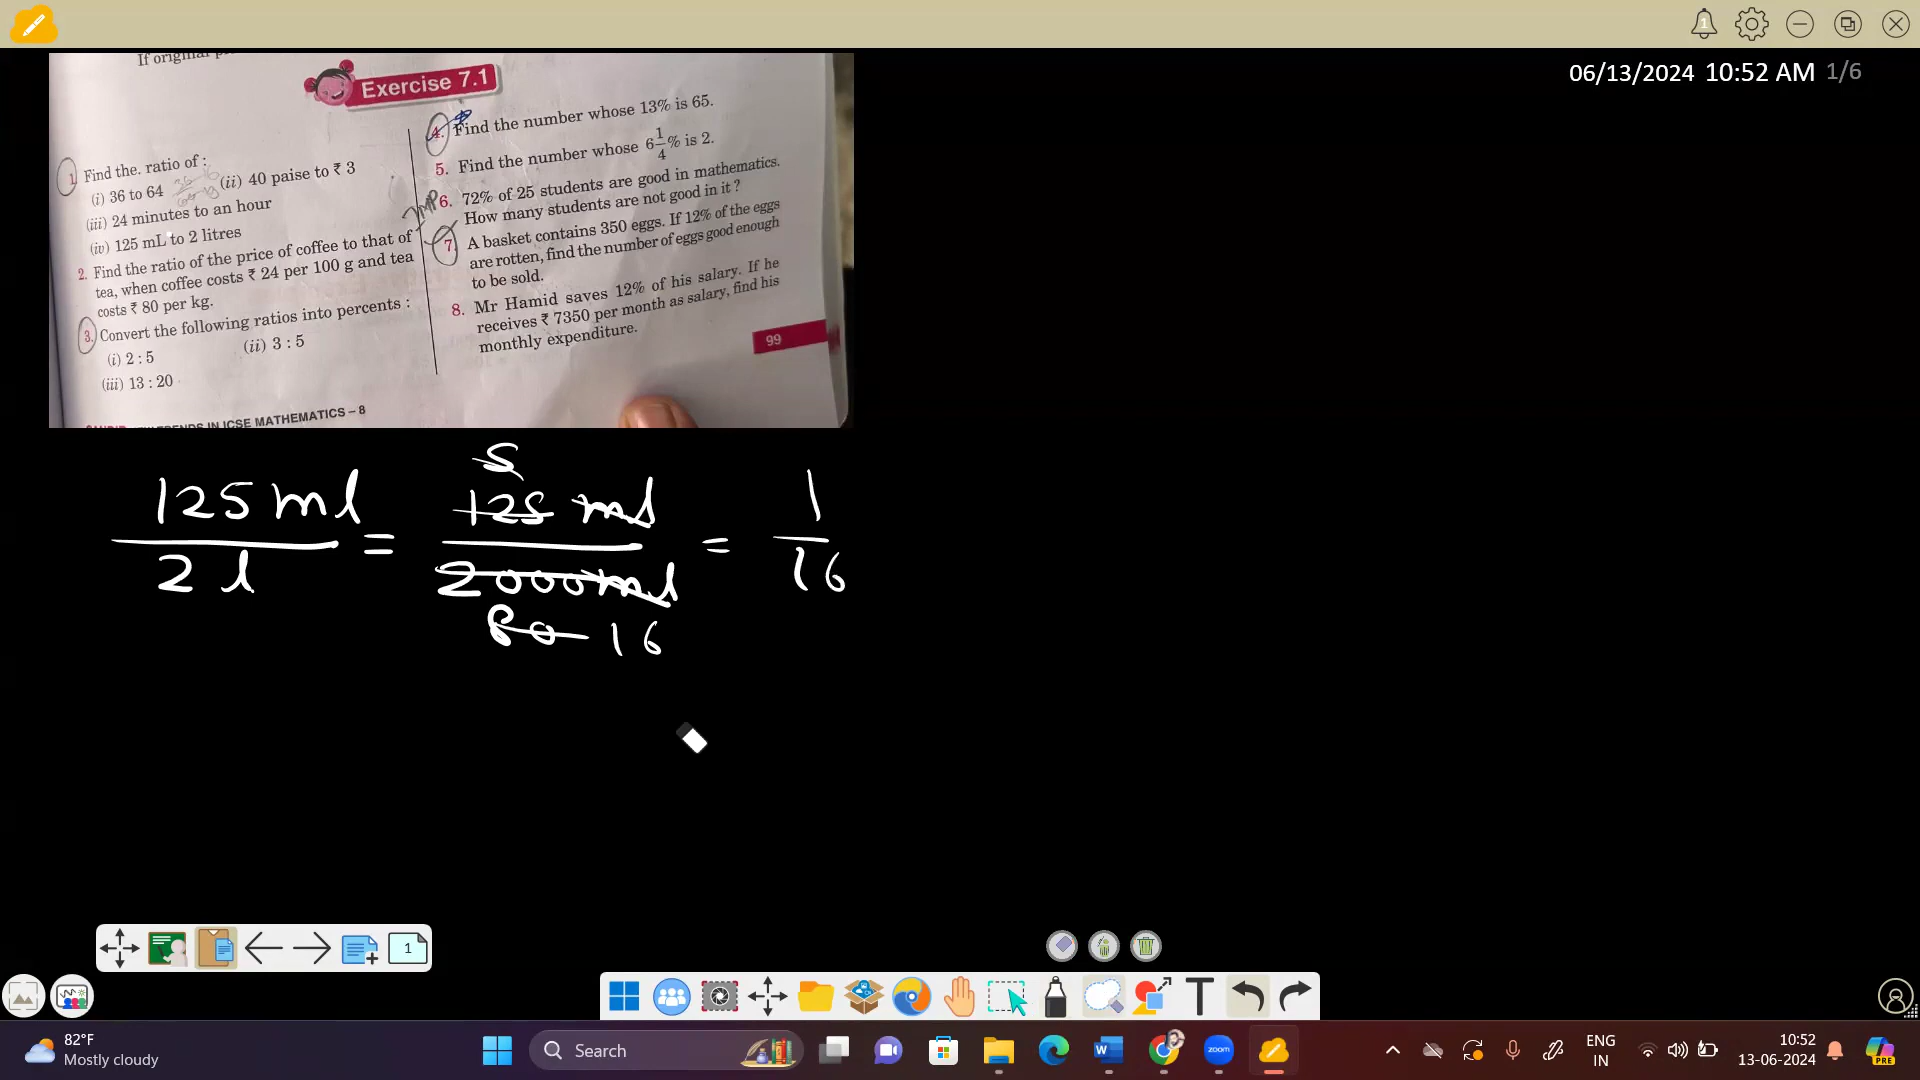 06/13/2024 10:52 AM 1/6
If original
Exercise 7.1
1. Find the. ratio of :
(i) 36 to 64
(ii) 40 paise to ₹ 3
(iii) 24 minutes to an hour
(iv) 125 mL to 2 litres
2. Find the ratio of the price of coffee to that of
tea, when coffee costs ₹ 24 per 100 g and tea
costs ₹ 80 per kg.
3. Convert the following ratios into percents :
(i) 2 : 5
(ii) 3 : 5
(iii) 13 : 20
TRENDS IN ICSE MATHEMATICS – 8
4. Find the number whose 13% is 65.
5. Find the number whose 6 1/4 % is 2.
IMP 6. 72% of 25 students are good in mathematics.
How many students are not good in it ?
7. A basket contains 350 eggs. If 12% of the eggs
are rotten, find the number of eggs good enough
to be sold.
8. Mr Hamid saves 12% of his salary. If he
receives ₹ 7350 per month as salary, find his
monthly expenditure.
99
5
125 ml = 125 ml = 1
2 l 2000 ml 16
80 16
1
T
82°F
Mostly cloudy
Search
zoom
ENG
IN
10:52
13-06-2024
PRE